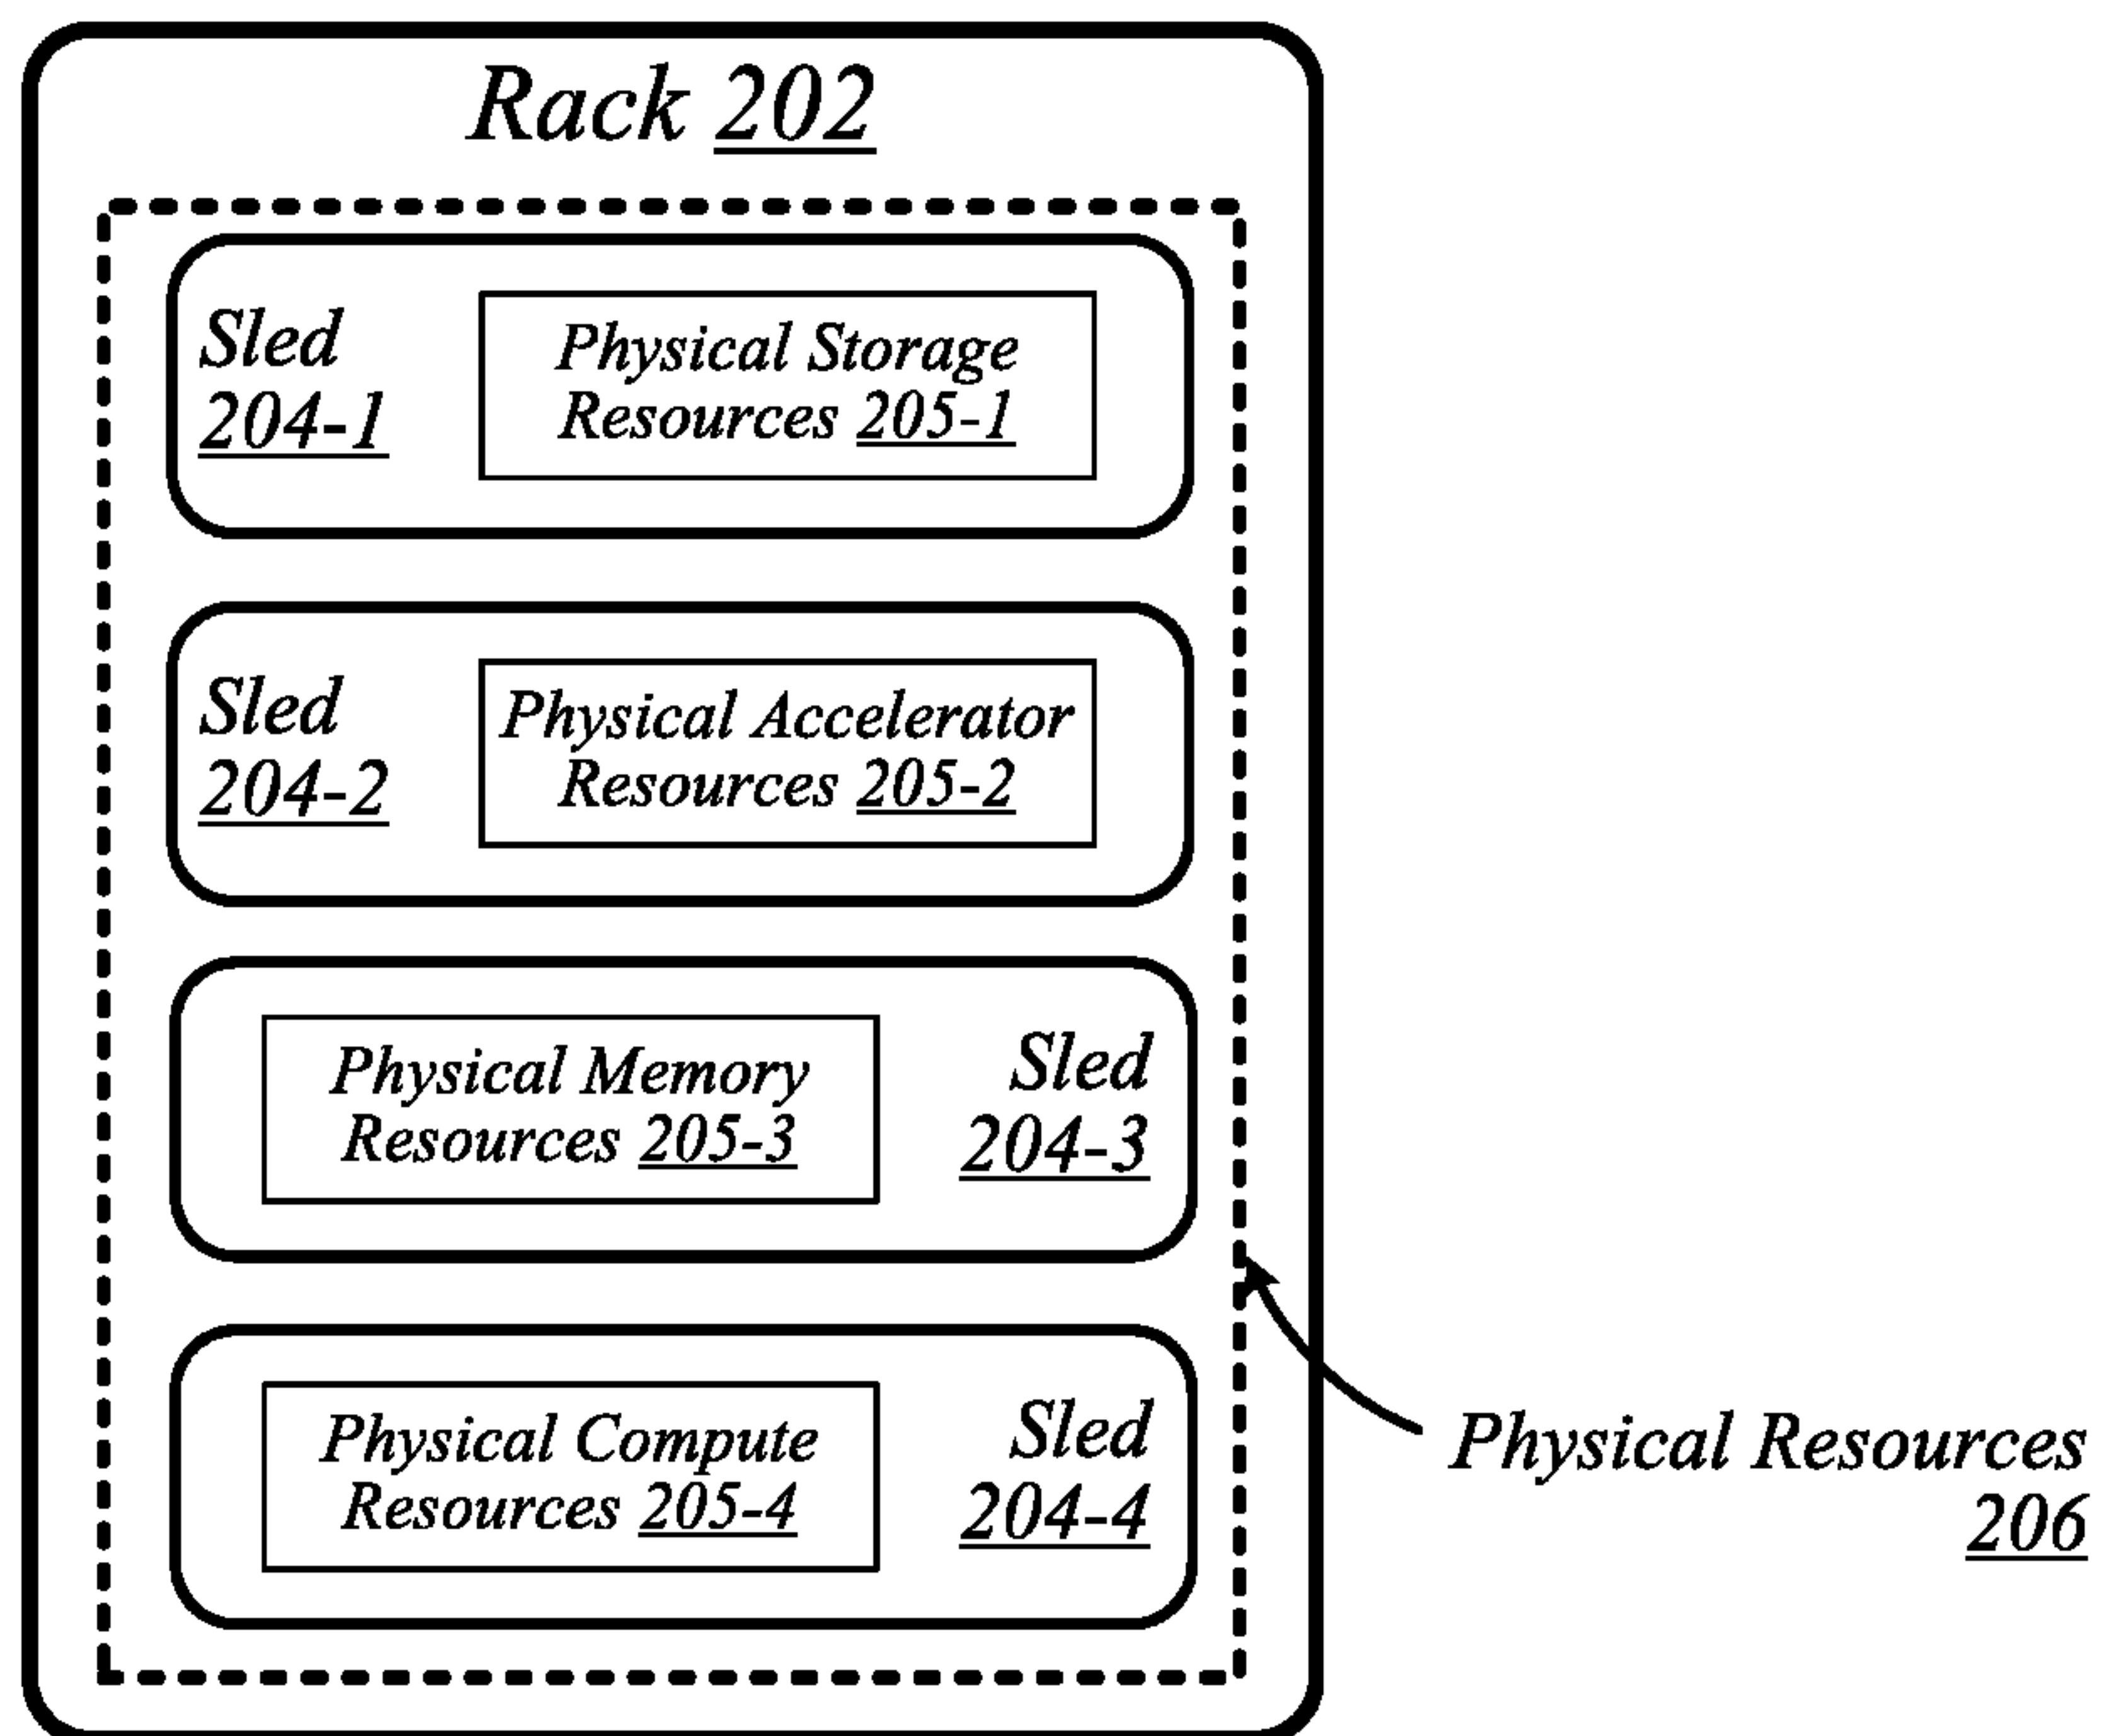 Rack 202
Sled
204-1
Physical Storage
Resources 205-1
Sled
204-2
Physical Accelerator
Resources 205-2
Physical Memory
Resources 205-3
Sled
204-3
Physical Compute
Resources 205-4
Sled
204-4
Physical Resources
206